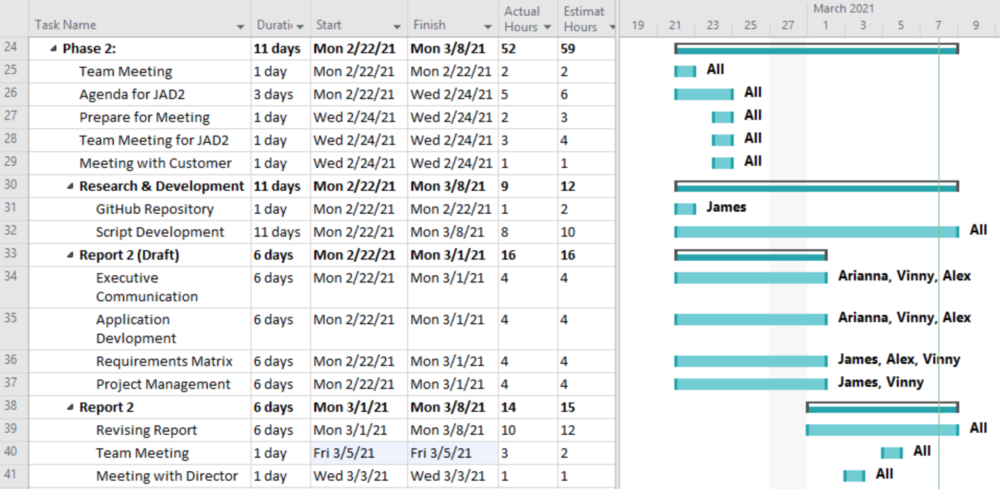 Task Name Durati Start Finish Actual Hours Estimat Hours
March 2021
19 21 23 25 27 1 3 5 7 9
24 Phase 2: 11 days Mon 2/22/21 Mon 3/8/21 52 59
25 Team Meeting 1 day Mon 2/22/21 Mon 2/22/21 2 2 All
26 Agenda for JAD2 3 days Mon 2/22/21 Wed 2/24/21 5 6 All
27 Prepare for Meeting 1 day Wed 2/24/21 Wed 2/24/21 2 3 All
28 Team Meeting for JAD2 1 day Wed 2/24/21 Wed 2/24/21 3 4 All
29 Meeting with Customer 1 day Wed 2/24/21 Wed 2/24/21 1 1 All
30 Research & Development 11 days Mon 2/22/21 Mon 3/8/21 9 12
31 GitHub Repository 1 day Mon 2/22/21 Mon 2/22/21 1 2 James
32 Script Development 11 days Mon 2/22/21 Mon 3/8/21 8 10 All
33 Report 2 (Draft) 6 days Mon 2/22/21 Mon 3/1/21 16 16
34 Executive Communication 6 days Mon 2/22/21 Mon 3/1/21 4 4 Arianna, Vinny, Alex
35 Application Devlopment 6 days Mon 2/22/21 Mon 3/1/21 4 4 Arianna, Vinny, Alex
36 Requirements Matrix 6 days Mon 2/22/21 Mon 3/1/21 4 4 James, Alex, Vinny
37 Project Management 6 days Mon 2/22/21 Mon 3/1/21 4 4 James, Vinny
38 Report 2 6 days Mon 3/1/21 Mon 3/8/21 14 15
39 Revising Report 6 days Mon 3/1/21 Mon 3/8/21 10 12 All
40 Team Meeting 1 day Fri 3/5/21 Fri 3/5/21 3 2 All
41 Meeting with Director 1 day Wed 3/3/21 Wed 3/3/21 1 1 All